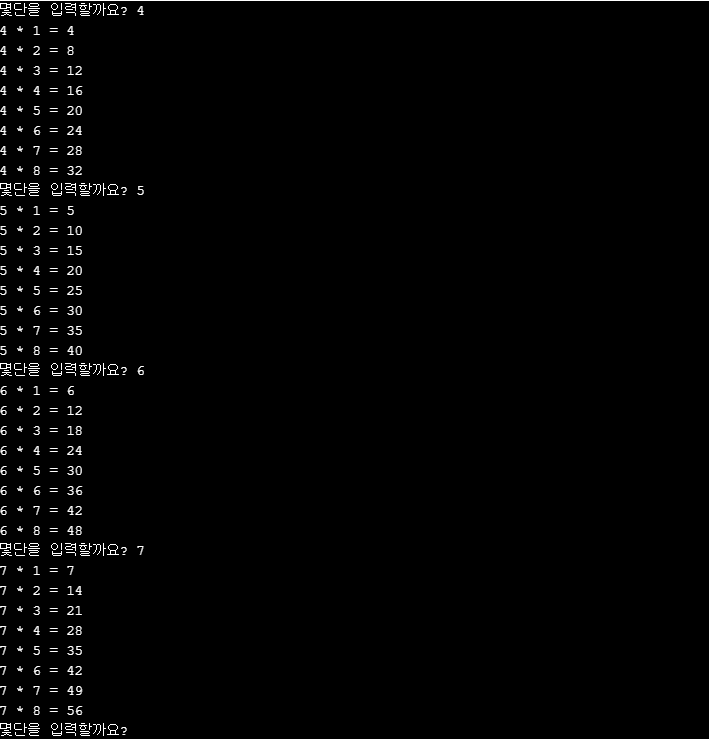 몇단을 입력할까요? 4
4 * 1 = 4
4 * 2 = 8
4 * 3 = 12
4 * 4 = 16
4 * 5 = 20
4 * 6 = 24
4 * 7 = 28
4 * 8 = 32
몇단을 입력할까요? 5
5 * 1 = 5
5 * 2 = 10
5 * 3 = 15
5 * 4 = 20
5 * 5 = 25
5 * 6 = 30
5 * 7 = 35
5 * 8 = 40
몇단을 입력할까요? 6
6 * 1 = 6
6 * 2 = 12
6 * 3 = 18
6 * 4 = 24
6 * 5 = 30
6 * 6 = 36
6 * 7 = 42
6 * 8 = 48
몇단을 입력할까요? 7
7 * 1 = 7
7 * 2 = 14
7 * 3 = 21
7 * 4 = 28
7 * 5 = 35
7 * 6 = 42
7 * 7 = 49
7 * 8 = 56
몇단을 입력할까요?